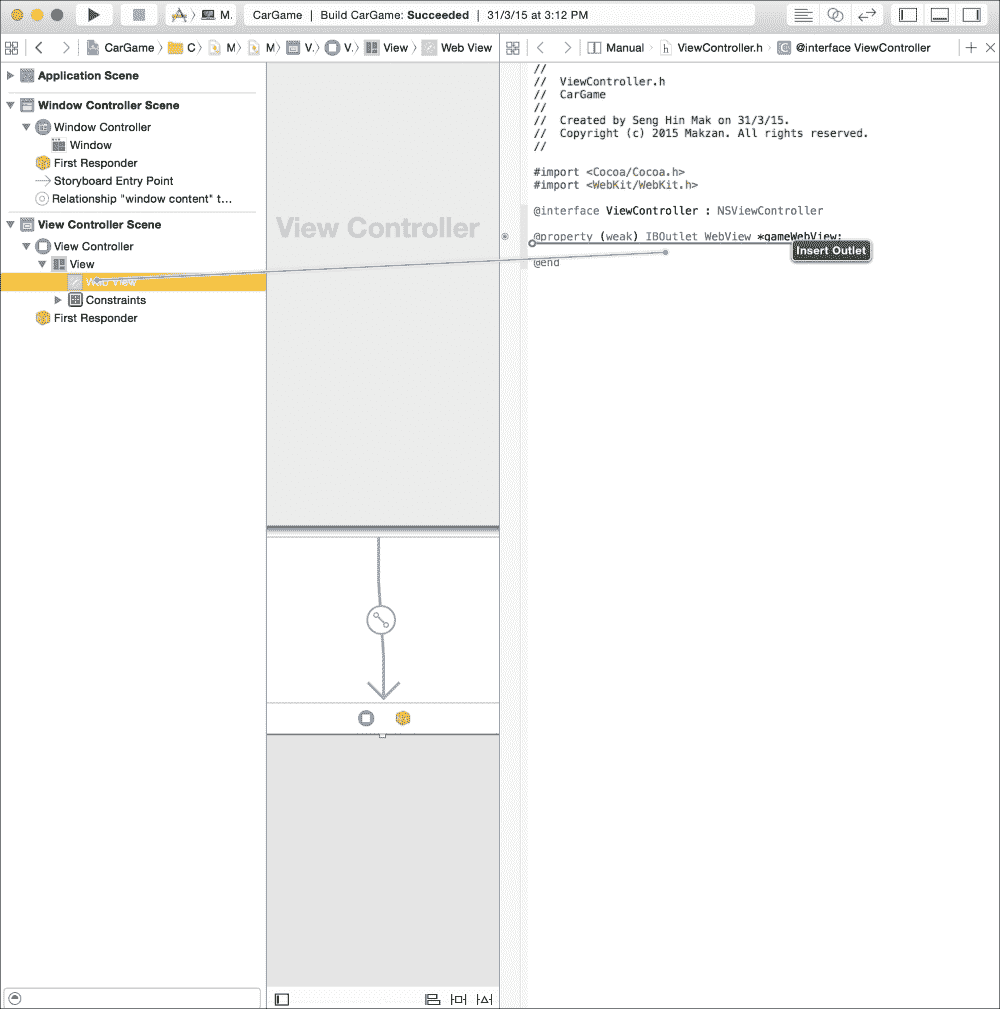 CarGame | Build CarGame: Succeeded | 31/3/15 at 3:12 PM
M.
CarGame C M M V. V. View Web View
Manual ViewController.h @interface ViewController
Application Scene
Window Controller Scene
Window Controller
Window
First Responder
Storyboard Entry Point
Relationship "window content" t...
View Controller Scene
View Controller
View
Web View
Constraints
First Responder
View Controller
//
//  ViewController.h
//  CarGame
//
//  Created by Seng Hin Mak on 31/3/15.
//  Copyright (c) 2015 Makzan. All rights reserved.
//
#import <Cocoa/Cocoa.h>
#import <WebKit/WebKit.h>
@interface ViewController : NSViewController
@property (weak) IBOutlet WebView *gameWebView;
Insert Outlet
@end